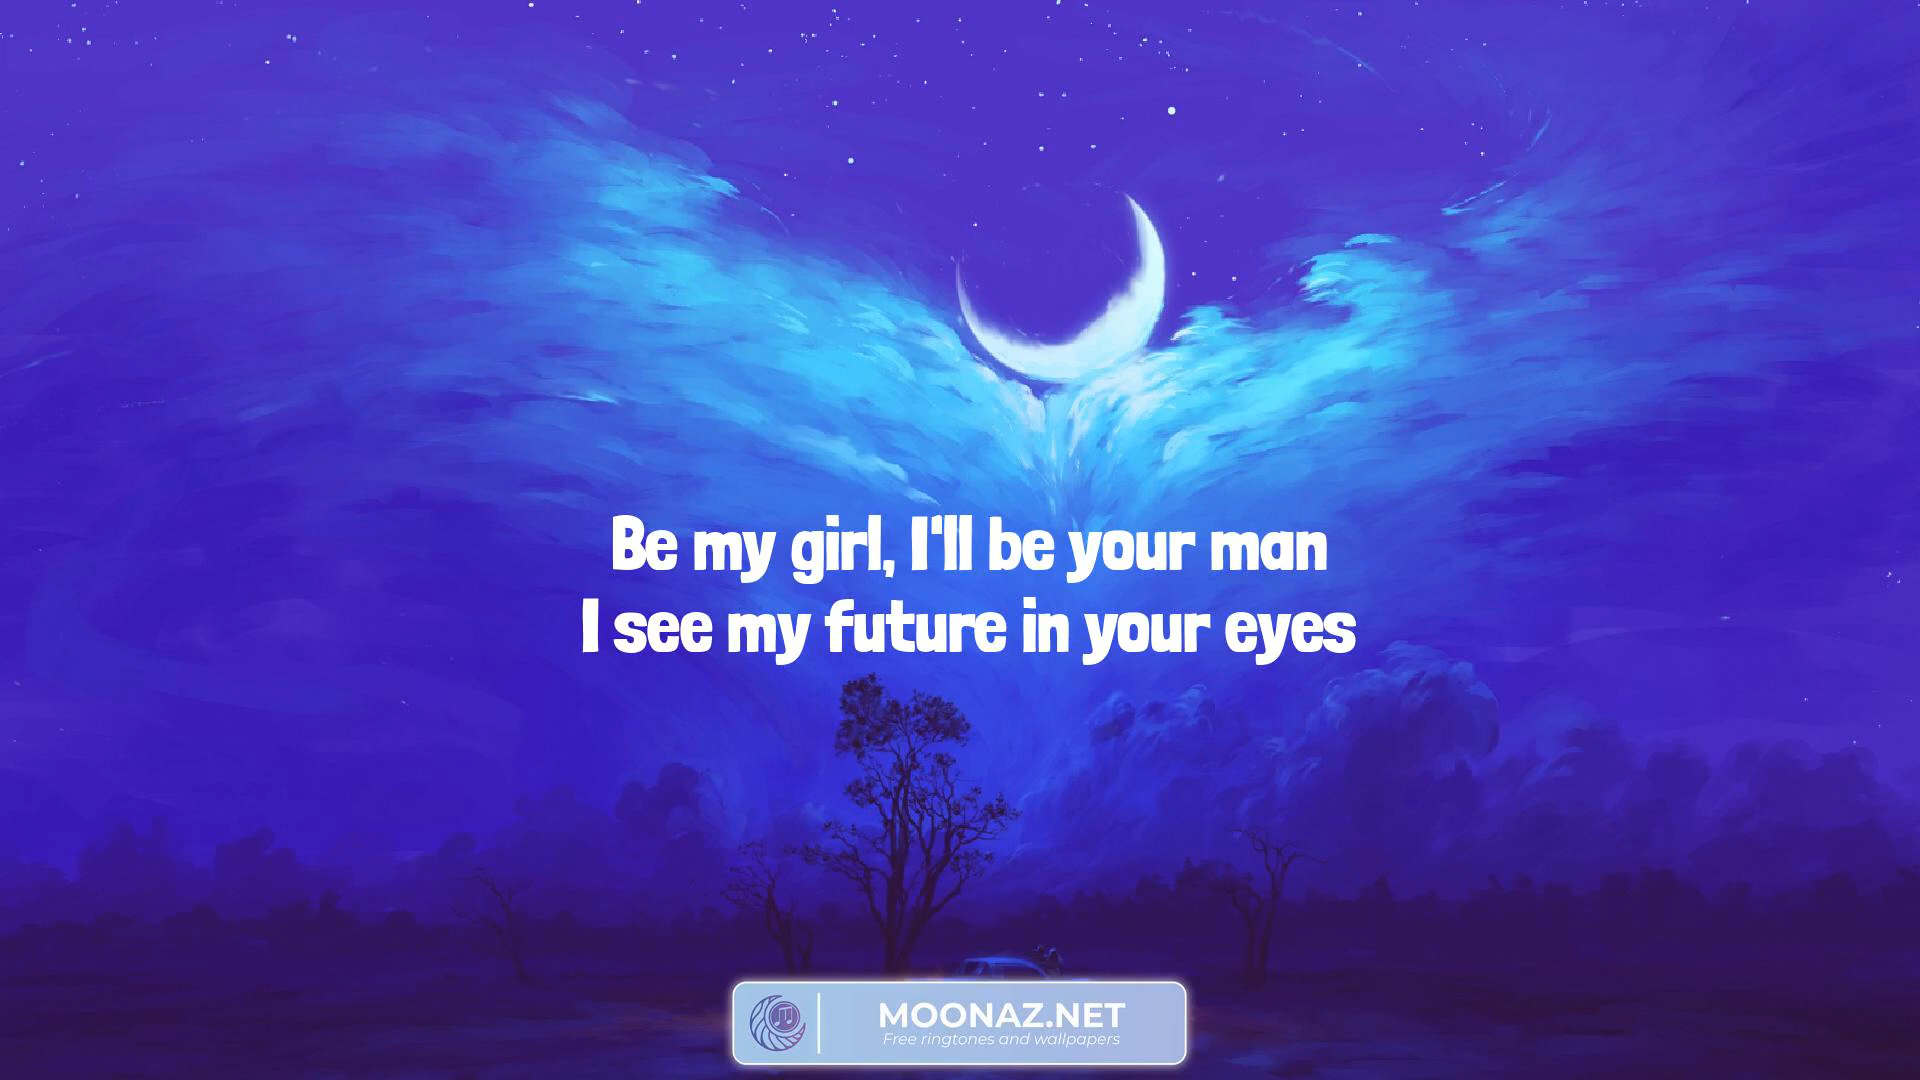 Be my girl, I'll be your man
I see my future in your eyes
MOONAZ.NET
Free ringtones and wallpapers